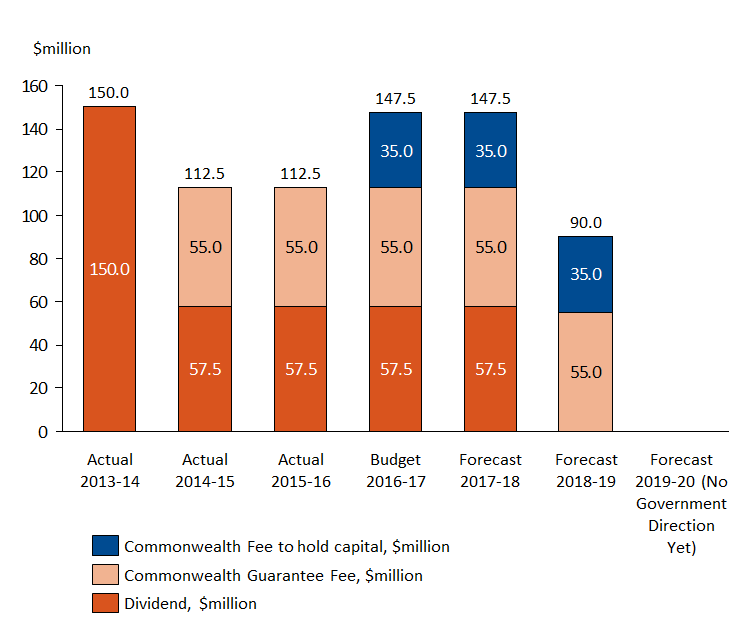 $million
160
140
120
100
80
60
40
20
0
150.0
150.0
112.5
55.0
57.5
112.5
55.0
57.5
147.5
35.0
55.0
57.5
147.5
35.0
55.0
57.5
90.0
35.0
55.0
Actual
2013-14
Actual
2014-15
Actual
2015-16
Budget
2016-17
Forecast
2017-18
Forecast
2018-19
Forecast
2019-20 (No
Government
Direction
Yet)
Commonwealth Fee to hold capital, $million
Commonwealth Guarantee Fee, $million
Dividend, $million